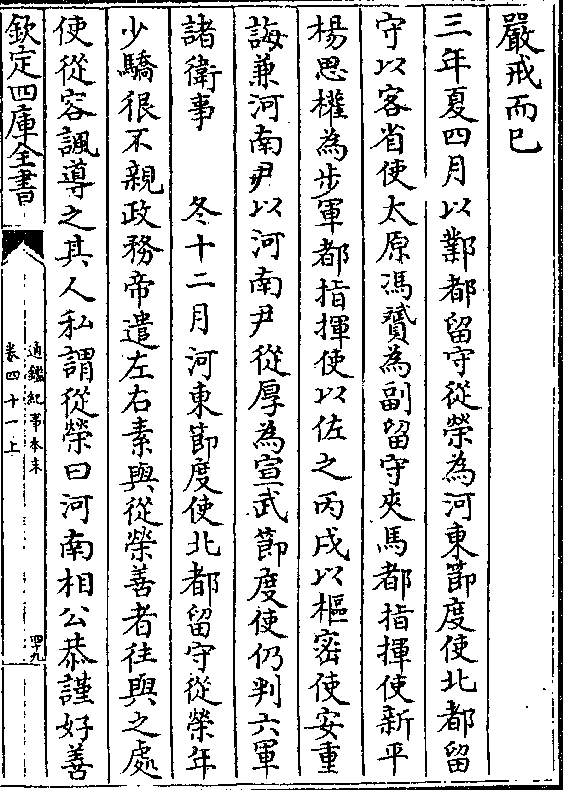 嚴戒而已
三年夏四月以鄴都留守從榮為河東節度使北都留
守以客省使太原馮贇為副留守夾馬都指揮使新平
楊思權為步軍都指揮使以佐之丙戌以樞密使安重
誨兼河南尹以河南尹從厚為宣武節度使仍判六軍
諸衛事 冬十二月河東節度使北都留守從榮年
少驕很不親政務帝遣左右素與從榮善者往與之處
使從容諷導之其人私謂從榮曰河南相公恭謹好善
欽定四庫全書
通鑑紀事本末
卷四十一上
四十九